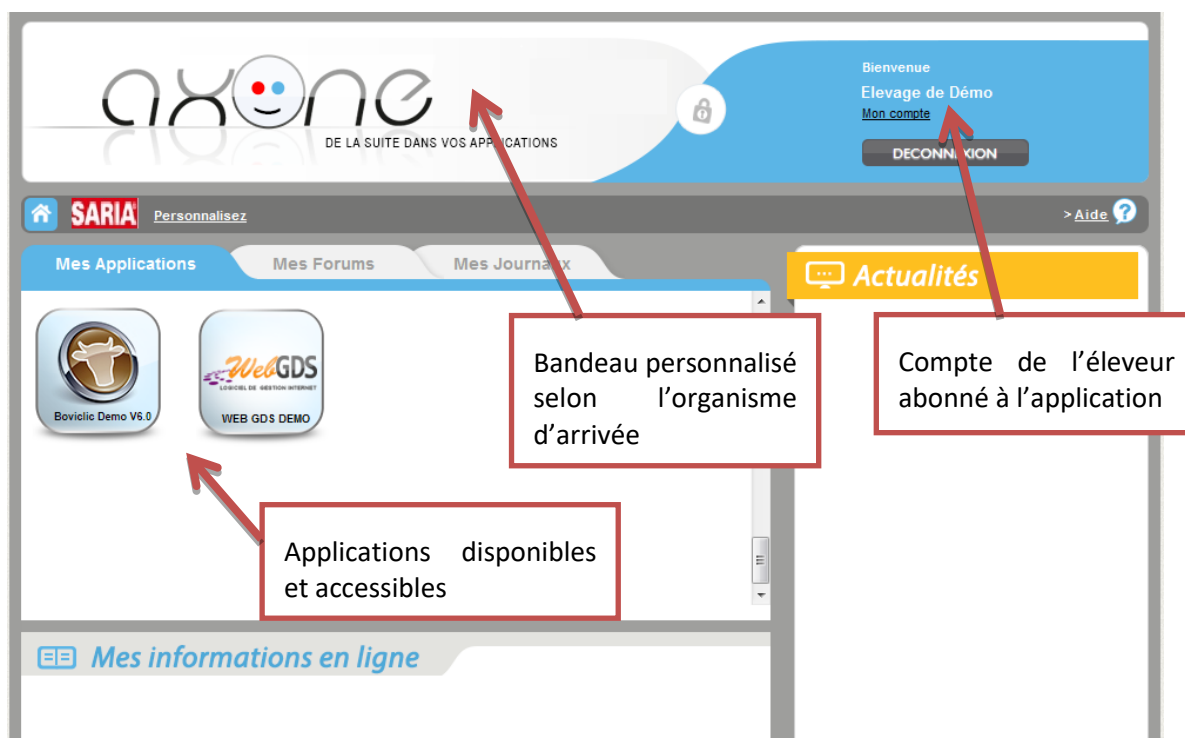 axone
DE LA SUITE DANS VOS APPLICATIONS
Bienvenue
Elevage de Démo
Mon compte
DECONNEXION
SARIA
Personnalisez
> Aide ?
Mes Applications
Mes Forums
Mes Journaux
Actualités
Boviclic Demo V6.0
WebGDS
LOGICIEL DE GESTION INTERNET
WEB GDS DEMO
Bandeau personnalisé
selon l’organisme
d’arrivée
Compte de l’éleveur
abonné à l’application
Applications disponibles
et accessibles
Mes informations en ligne